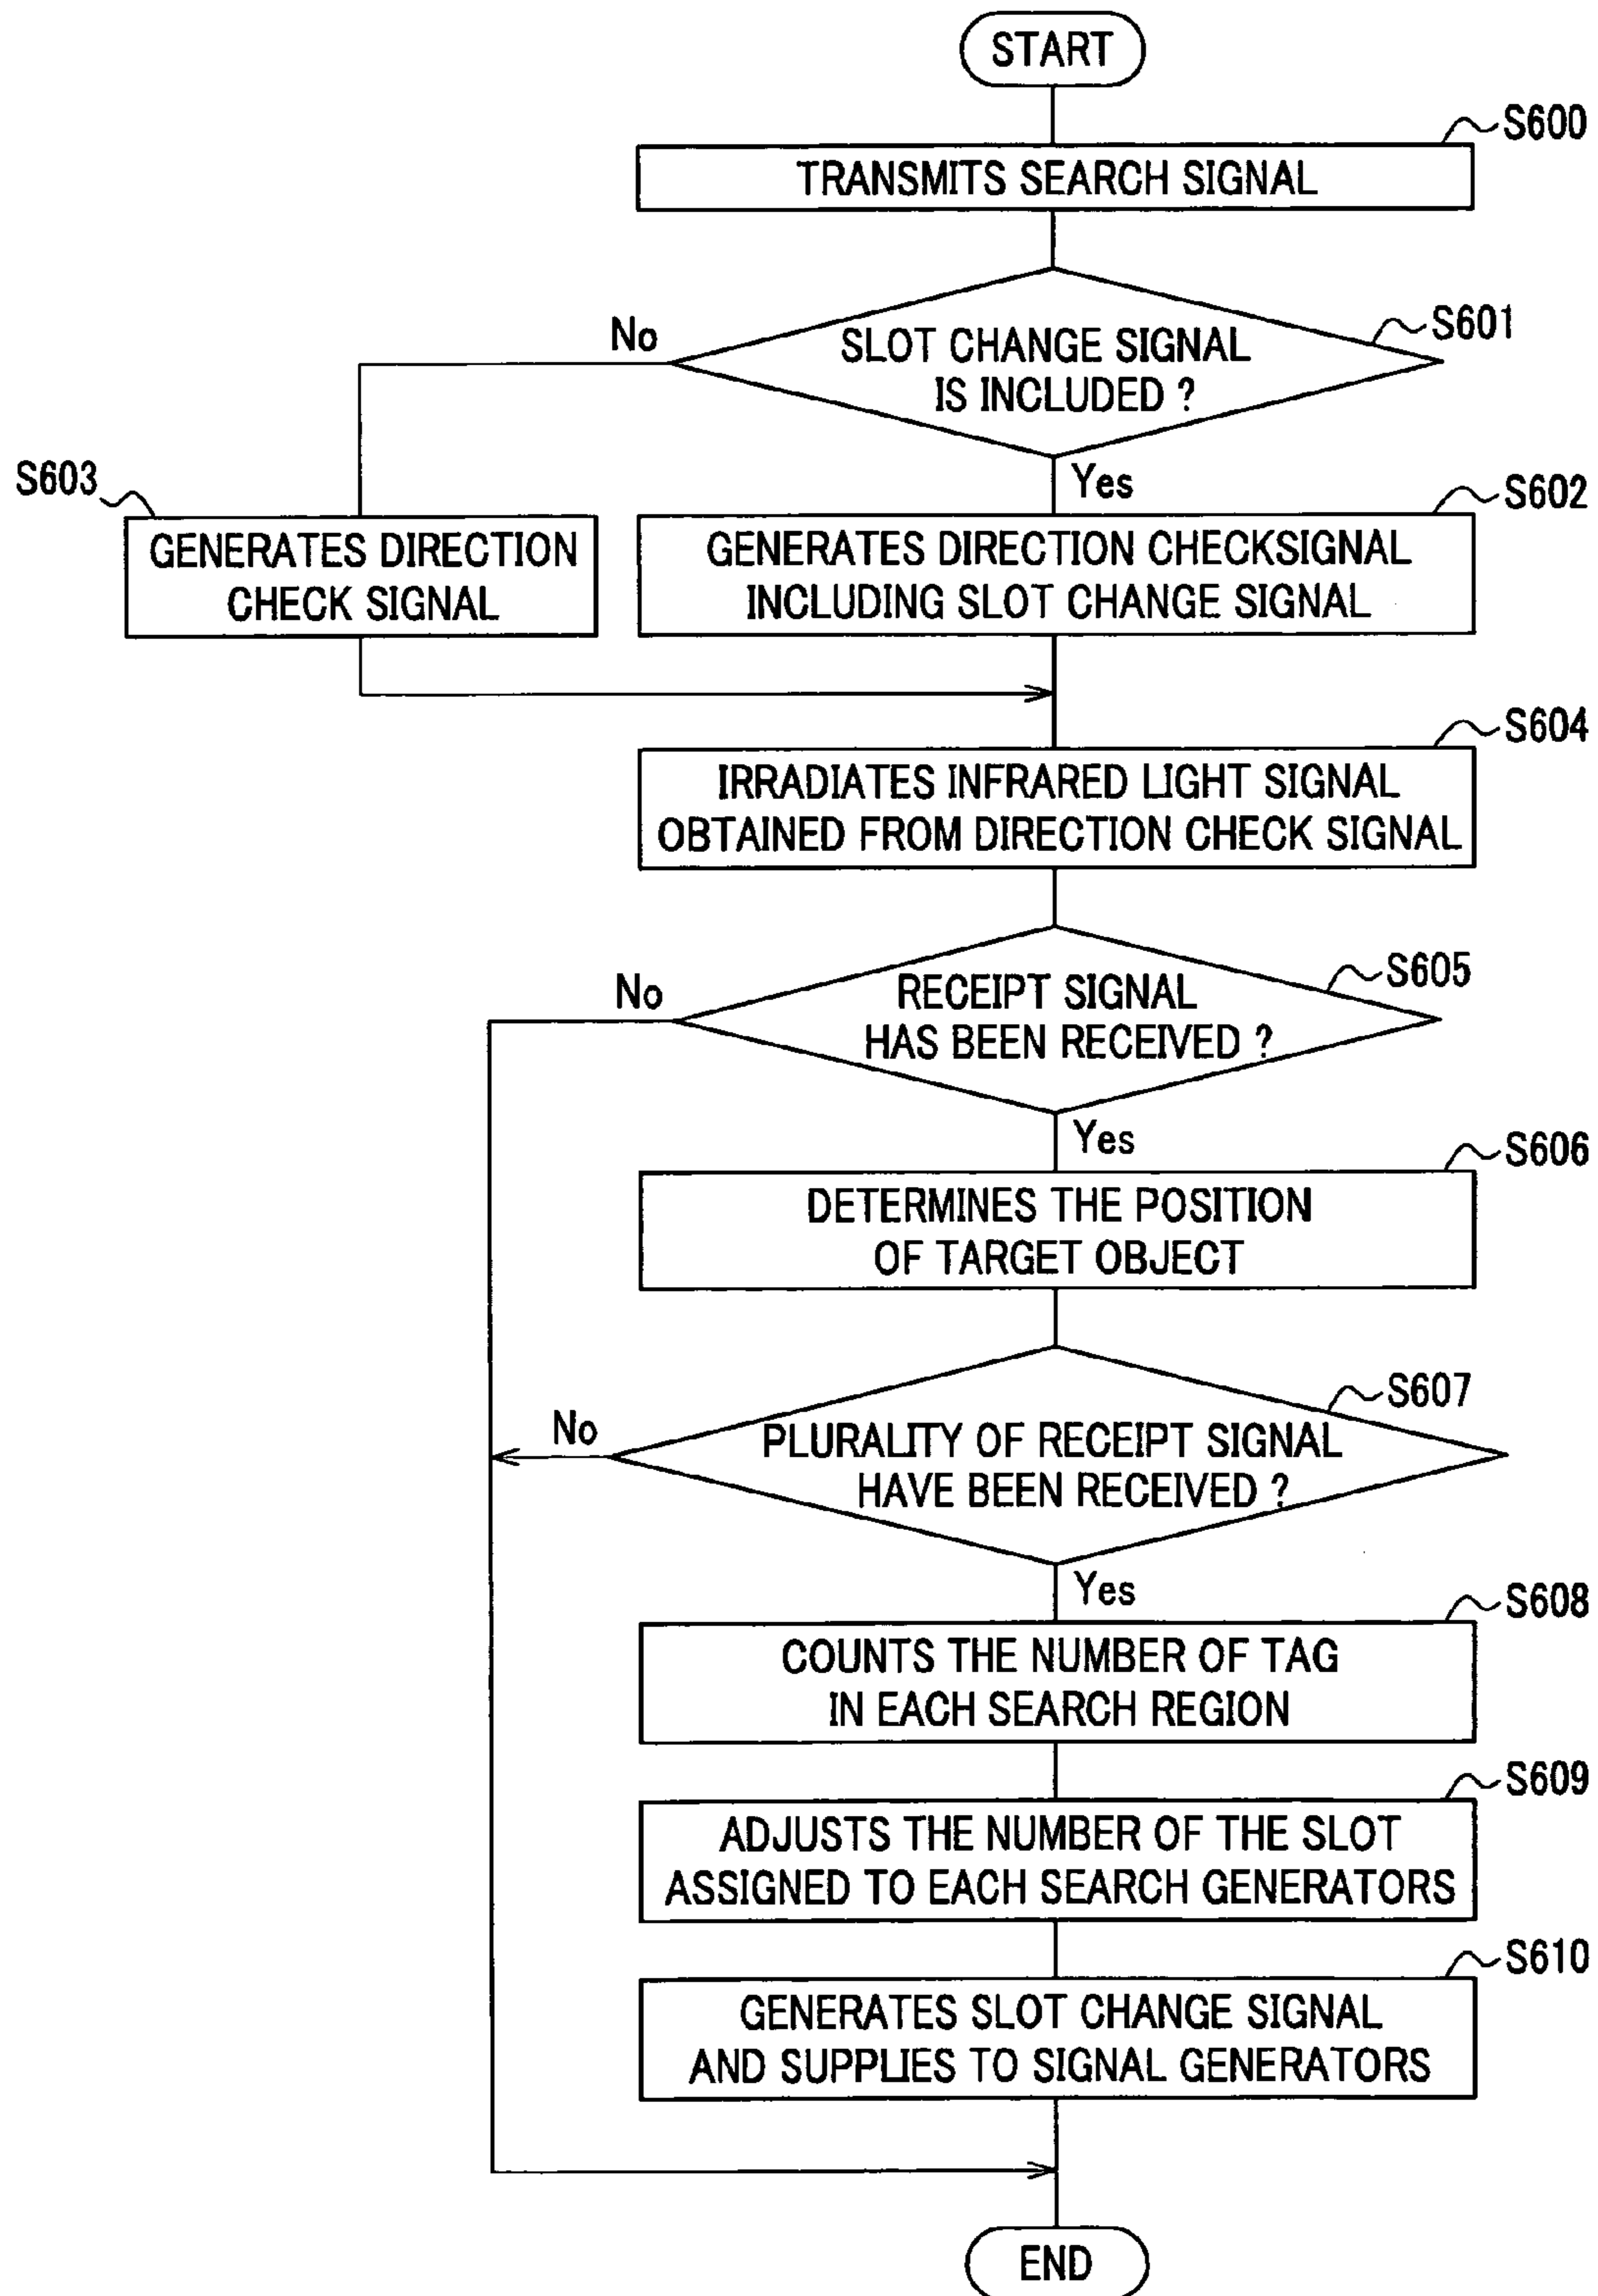 START
S600
TRANSMITS SEARCH SIGNAL
S601
No
SLOT CHANGE SIGNAL
IS INCLUDED ?
Yes
S603
GENERATES DIRECTION
CHECK SIGNAL
S602
GENERATES DIRECTION CHECKSIGNAL
INCLUDING SLOT CHANGE SIGNAL
S604
IRRADIATES INFRARED LIGHT SIGNAL
OBTAINED FROM DIRECTION CHECK SIGNAL
S605
No
RECEIPT SIGNAL
HAS BEEN RECEIVED ?
Yes
S606
DETERMINES THE POSITION
OF TARGET OBJECT
S607
No
PLURALITY OF RECEIPT SIGNAL
HAVE BEEN RECEIVED ?
Yes
S608
COUNTS THE NUMBER OF TAG
IN EACH SEARCH REGION
S609
ADJUSTS THE NUMBER OF THE SLOT
ASSIGNED TO EACH SEARCH GENERATORS
S610
GENERATES SLOT CHANGE SIGNAL
AND SUPPLIES TO SIGNAL GENERATORS
END